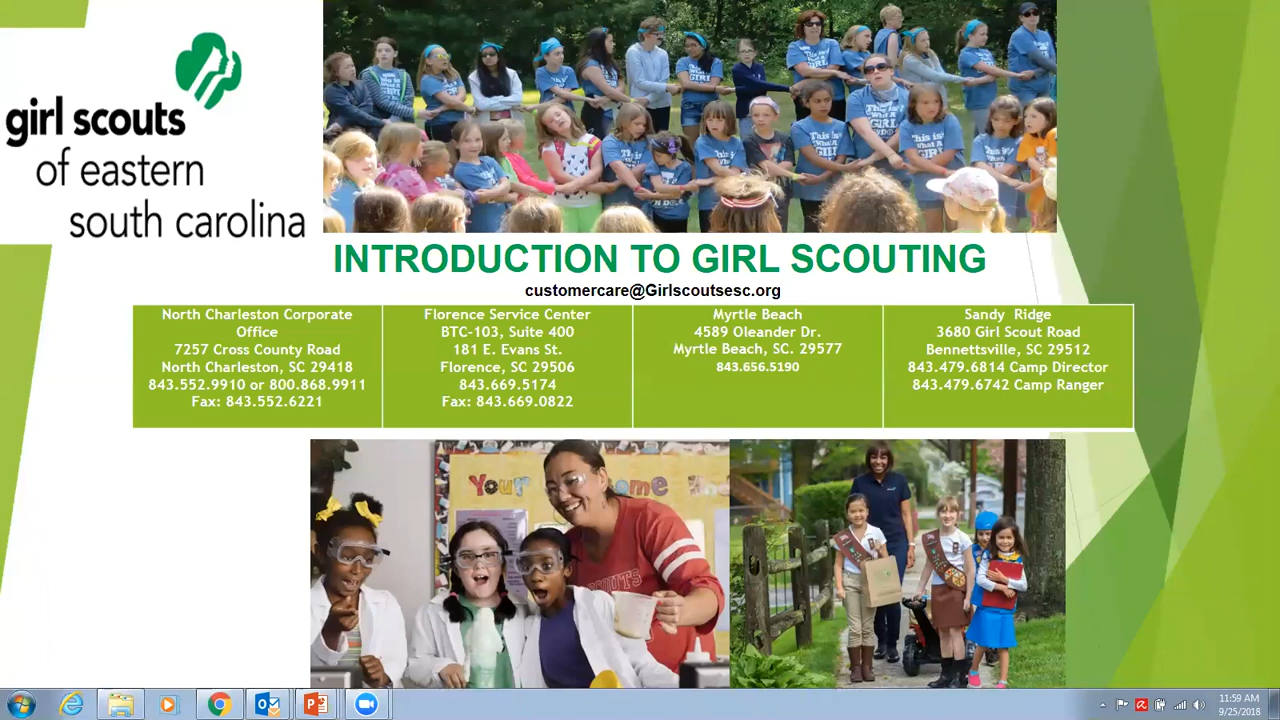 girl scouts
of eastern
south carolina
INTRODUCTION TO GIRL SCOUTING
customercare@Girlscoutsesc.org
North Charleston Corporate
Office
7257 Cross County Road
North Charleston, SC 29418
843.552.9910 or 800.868.9911
Fax: 843.552.6221
Florence Service Center
BTC-103, Suite 400
181 E. Evans St.
Florence, SC 29506
843.669.5174
Fax: 843.669.0822
Myrtle Beach
4589 Oleander Dr.
Myrtle Beach, SC. 29577
843.656.5190
Sandy Ridge
3680 Girl Scout Road
Bennettsville, SC 29512
843.479.6814 Camp Director
843.479.6742 Camp Ranger
Your
11:59 AM
9/25/2018